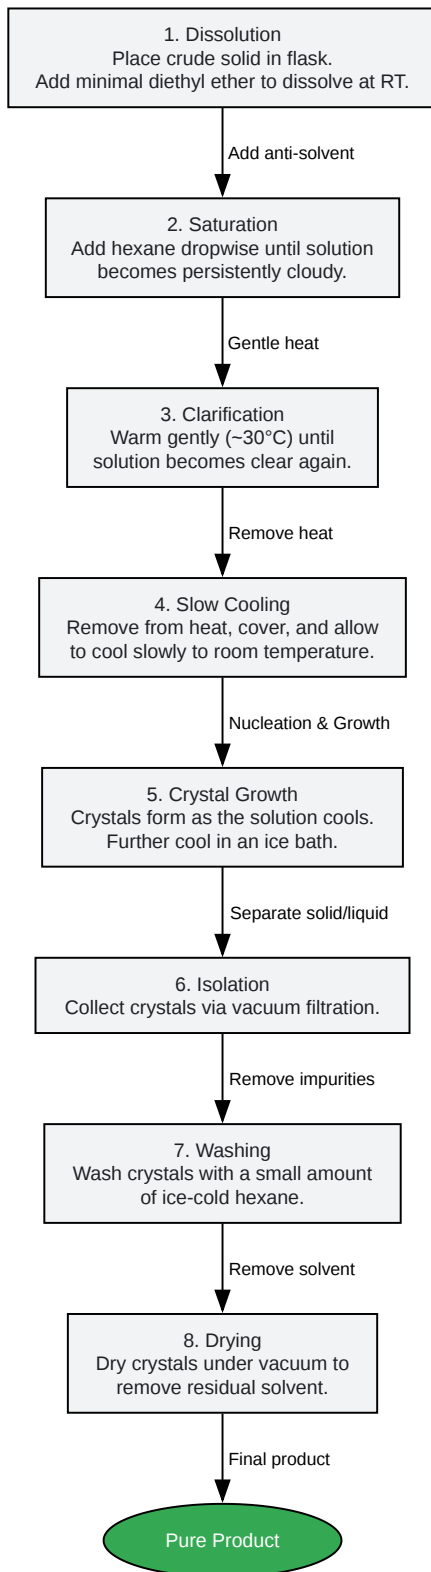 1. Dissolution
Place crude solid in flask.
Add minimal diethyl ether to dissolve at RT.
Add anti-solvent
2. Saturation
Add hexane dropwise until solution
becomes persistently cloudy.
Gentle heat
3. Clarification
Warm gently (~30°C) until
solution becomes clear again.
Remove heat
4. Slow Cooling
Remove from heat, cover, and allow
to cool slowly to room temperature.
Nucleation & Growth
5. Crystal Growth
Crystals form as the solution cools.
Further cool in an ice bath.
Separate solid/liquid
6. Isolation
Collect crystals via vacuum filtration.
Remove impurities
7. Washing
Wash crystals with a small amount
of ice-cold hexane.
Remove solvent
8. Drying
Dry crystals under vacuum to
remove residual solvent.
Final product
Pure Product